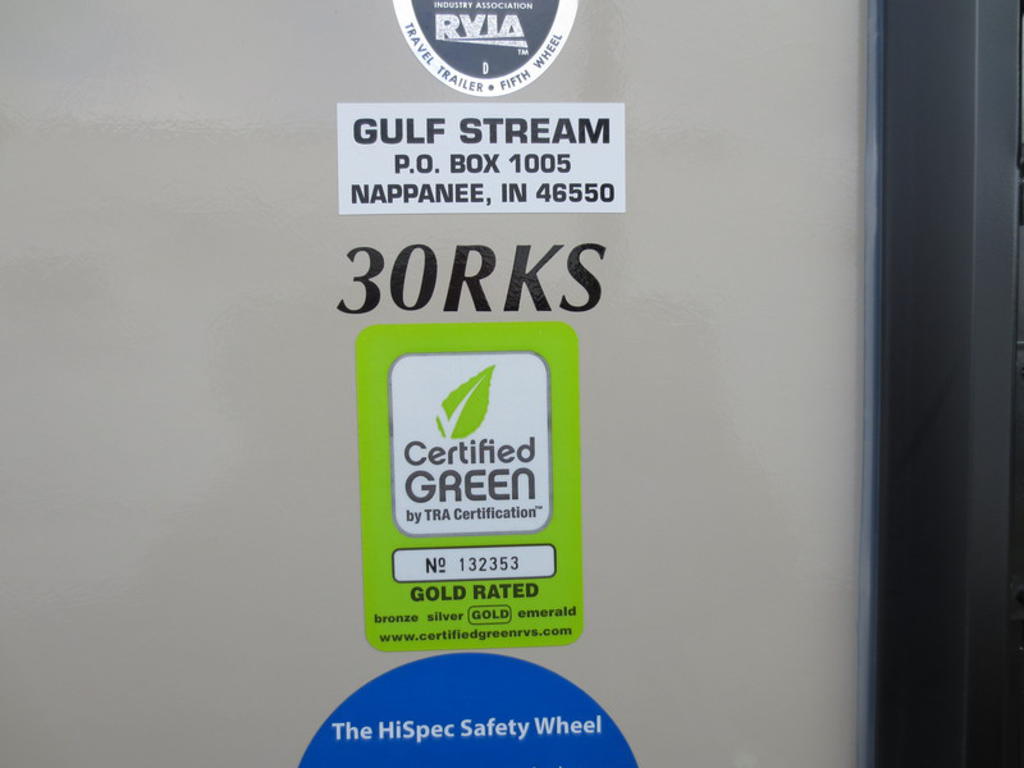 INDUSTRY ASSOCIATION
RVIA
TM
D
TRAVEL TRAILER • FIFTH WHEEL
GULF STREAM
P.O. BOX 1005
NAPPANEE, IN 46550
30RKS
Certified
GREEN
by TRA Certification™
Nº 132353
GOLD RATED
bronze silver GOLD emerald
www.certifiedgreenrvs.com
The HiSpec Safety Wheel